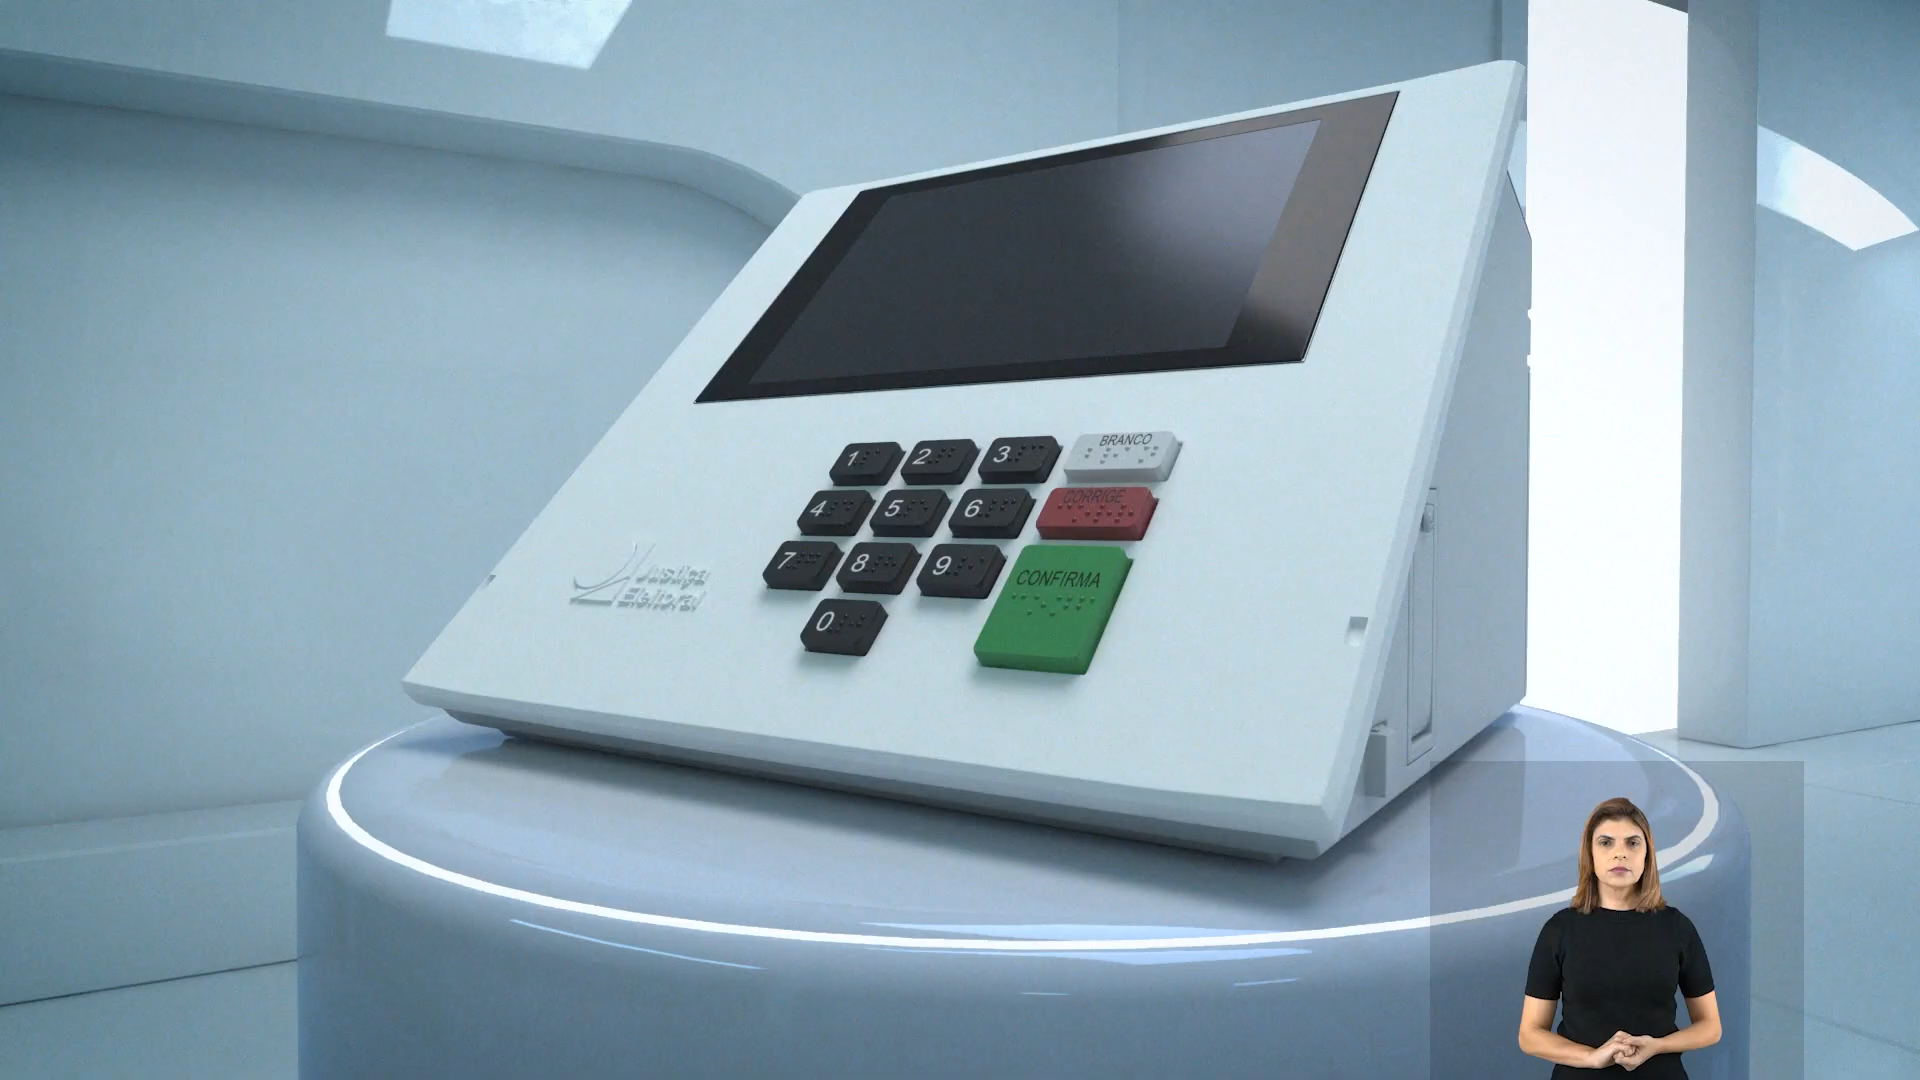 1 2 3 BRANCO
4 5 6 CORRIGE
7 8 9 CONFIRMA
0
Justiça
Eleitoral